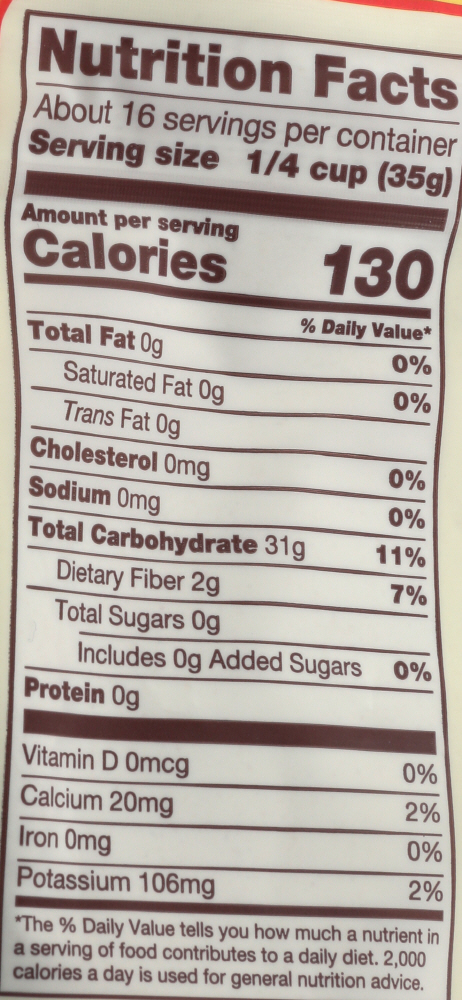 Nutrition Facts
About 16 servings per container
Serving size 1/4 cup (35g)
Amount per serving
Calories 130
% Daily Value*
Total Fat 0g 0%
Saturated Fat 0g 0%
Trans Fat 0g
Cholesterol 0mg 0%
Sodium 0mg 0%
Total Carbohydrate 31g 11%
Dietary Fiber 2g 7%
Total Sugars 0g
Includes 0g Added Sugars 0%
Protein 0g
Vitamin D 0mcg 0%
Calcium 20mg 2%
Iron 0mg 0%
Potassium 106mg 2%
*The % Daily Value tells you how much a nutrient in
a serving of food contributes to a daily diet. 2,000
calories a day is used for general nutrition advice.